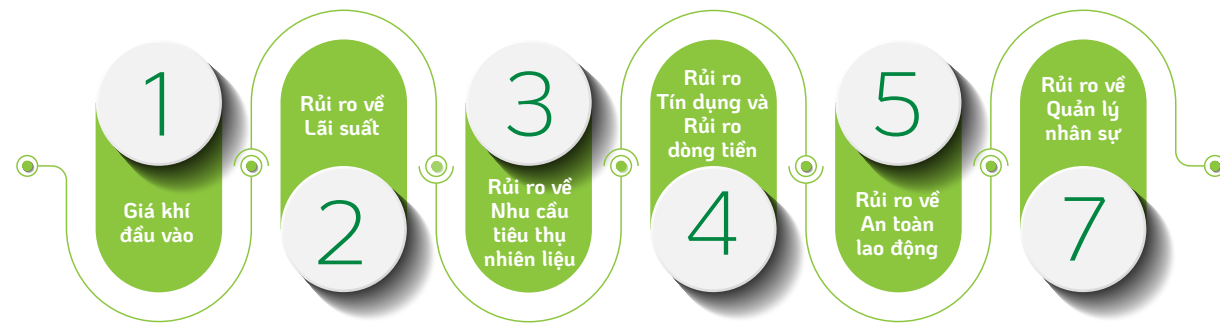 1
Giá khí
đầu vào
Rủi ro về
Lãi suất
2
3
Rủi ro về
Nhu cầu
tiêu thụ
nhiên liệu
Rủi ro
Tín dụng và
Rủi ro
dòng tiền
4
5
Rủi ro về
An toàn
lao động
Rủi ro về
Quản lý
nhân sự
7